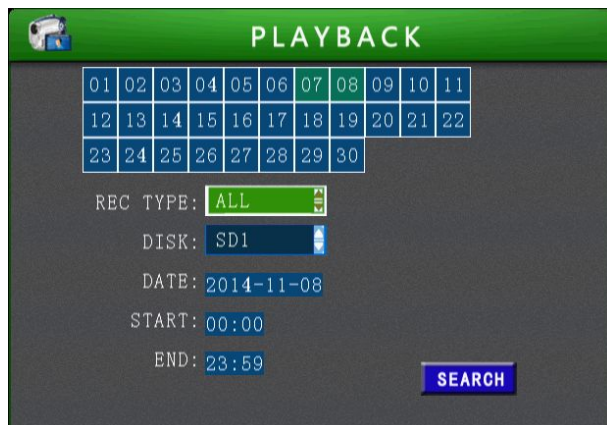 PLAYBACK
01 02 03 04 05 06 07 08 09 10 11
12 13 14 15 16 17 18 19 20 21 22
23 24 25 26 27 28 29 30
REC TYPE: ALL
DISK: SD1
DATE: 2014-11-08
START: 00:00
END: 23:59
SEARCH